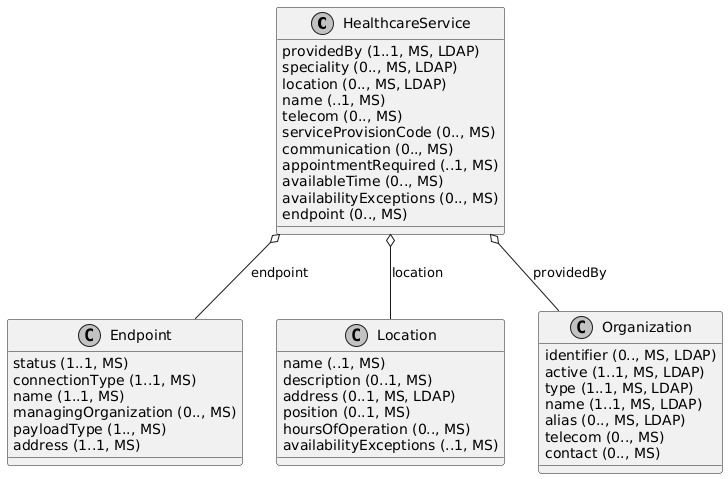 C HealthcareService
providedBy (1..1, MS, LDAP)
speciality (0.., MS, LDAP)
location (0.., MS, LDAP)
name (..1, MS)
telecom (0.., MS)
serviceProvisionCode (0.., MS)
communication (0.., MS)
appointmentRequired (..1, MS)
availableTime (0.., MS)
availabilityExceptions (0.., MS)
endpoint (0.., MS)
endpoint
location
providedBy
C Endpoint
status (1..1, MS)
connectionType (1..1, MS)
name (1..1, MS)
managingOrganization (0.., MS)
payloadType (1.., MS)
address (1..1, MS)
C Location
name (..1, MS)
description (0..1, MS)
address (0..1, MS, LDAP)
position (0..1, MS)
hoursOfOperation (0.., MS)
availabilityExceptions (..1, MS)
C Organization
identifier (0.., MS, LDAP)
active (1..1, MS, LDAP)
type (1..1, MS, LDAP)
name (1..1, MS, LDAP)
alias (0.., MS, LDAP)
telecom (0.., MS)
contact (0.., MS)